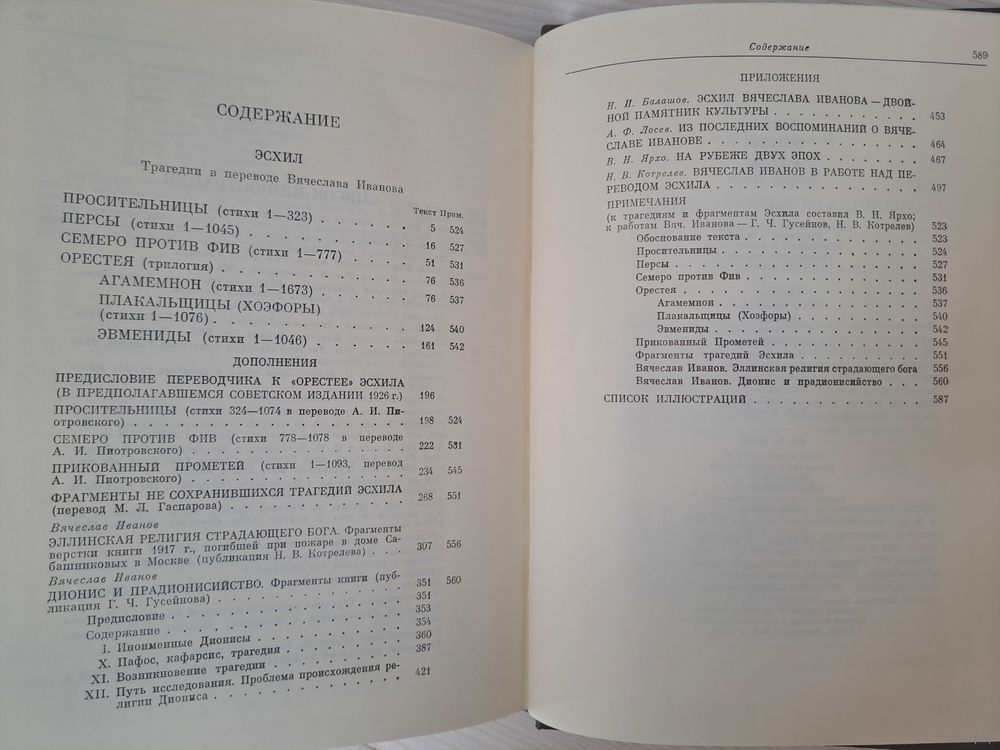 СОДЕРЖАНИЕ
ЭСХИЛ
Трагедии в переводе Вячеслава Иванова
Текст Прим.
ПРОСИТЕЛЬНИЦЫ (стихи 1—323) . . . . . . 5 524
ПЕРСЫ (стихи 1—1045) . . . . . . . . . 16 527
СЕМЕРО ПРОТИВ ФИВ (стихи 1—777) . . . . 51 531
ОРЕСТЕЯ (трилогия) . . . . . . . . . . 76 536
АГАМЕМНОН (стихи 1—1673) . . . . . . 76 537
ПЛАКАЛЬЩИЦЫ (ХОЭФОРЫ)
(стихи 1—1076) . . . . . . . . . . . 124 540
ЭВМЕНИДЫ (стихи 1—1046) . . . . . . 161 542
ДОПОЛНЕНИЯ
ПРЕДИСЛОВИЕ ПЕРЕВОДЧИКА К «ОРЕСТЕЕ» ЭСХИЛА
(В ПРЕДПОЛАГАВШЕМСЯ СОВЕТСКОМ ИЗДАНИИ 1926 г.) 196
ПРОСИТЕЛЬНИЦЫ (стихи 324—1074 в переводе А. И. Пи-
отровского) . . . . . . . . . . . . . . 198 524
СЕМЕРО ПРОТИВ ФИВ (стихи 778—1078 в переводе
А. И. Пиотровского) . . . . . . . . . . 222 531
ПРИКОВАННЫЙ ПРОМЕТЕЙ (стихи 1—1093, перевод
А. И. Пиотровского) . . . . . . . . . . 234 545
ФРАГМЕНТЫ НЕ СОХРАНИВШИХСЯ ТРАГЕДИЙ ЭСХИЛА
(перевод М. Л. Гаспарова) . . . . . . . 268 551
Вячеслав Иванов
ЭЛЛИНСКАЯ РЕЛИГИЯ СТРАДАЮЩЕГО БОГА. Фрагменты
верстки книги 1917 г., погибшей при пожаре в доме Са-
башниковых в Москве (публикация Н. В. Котрелева) . . . 307 556
Вячеслав Иванов
ДИОНИС И ПРАДИОНИСИЙСТВО. Фрагменты книги (пуб-
ликация Г. Ч. Гусейнова) . . . . . . . . 351 560
Предисловие . . . . . . . . . . . . . 351
Содержание . . . . . . . . . . . . . 353
I. Иноименные Дионисы . . . . . . . . 354
X. Пафос, кафарсис, трагедия . . . . . . 360
XI. Возникновение трагедии . . . . . . 387
XII. Путь исследования. Проблема происхождения ре-
лигии Диониса . . . . . . . . . . . . 421
Содержание 589
ПРИЛОЖЕНИЯ
Н. И. Балашов. ЭСХИЛ ВЯЧЕСЛАВА ИВАНОВА — ДВОЙ-
НОЙ ПАМЯТНИК КУЛЬТУРЫ . . . . . . . . . 453
А. Ф. Лосев. ИЗ ПОСЛЕДНИХ ВОСПОМИНАНИЙ О ВЯЧЕ-
СЛАВЕ ИВАНОВЕ . . . . . . . . . . . . . 464
В. Н. Ярхо. НА РУБЕЖЕ ДВУХ ЭПОХ . . . . . . 467
Н. В. Котрелев. ВЯЧЕСЛАВ ИВАНОВ В РАБОТЕ НАД ПЕ-
РЕВОДОМ ЭСХИЛА . . . . . . . . . . . . . 497
ПРИМЕЧАНИЯ
(к трагедиям и фрагментам Эсхила составил В. Н. Ярхо;
к работам Вяч. Иванова — Г. Ч. Гусейнов, Н. В. Котрелев) 523
Обоснование текста . . . . . . . . . . . 523
Просительницы . . . . . . . . . . . . . 524
Персы . . . . . . . . . . . . . . . . . 527
Семеро против Фив . . . . . . . . . . . 531
Орестея . . . . . . . . . . . . . . . . 536
Агамемнон . . . . . . . . . . . . . . 537
Плакальщицы (Хоэфоры) . . . . . . . . 540
Эвмениды . . . . . . . . . . . . . . 542
Прикованный Прометей . . . . . . . . . . 545
Фрагменты трагедий Эсхила . . . . . . . . 551
Вячеслав Иванов. Эллинская религия страдающего бога 556
Вячеслав Иванов. Дионис и прадионисийство . . . 560
СПИСОК ИЛЛЮСТРАЦИЙ . . . . . . . . . . . 587